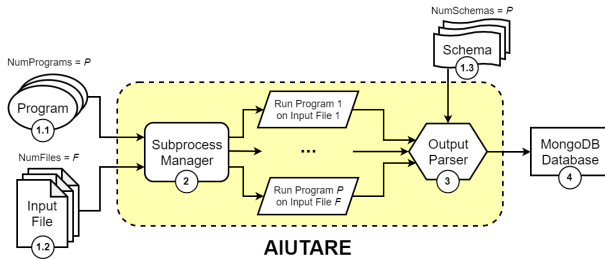 NumSchemas = P
Schema
1.3
NumPrograms = P
Program
1.1
NumFiles = F
Input
File
1.2
Subprocess
Manager
2
Run Program 1
on Input File 1
...
Run Program P
on Input File F
Output
Parser
3
MongoDB
Database
4
AIUTARE